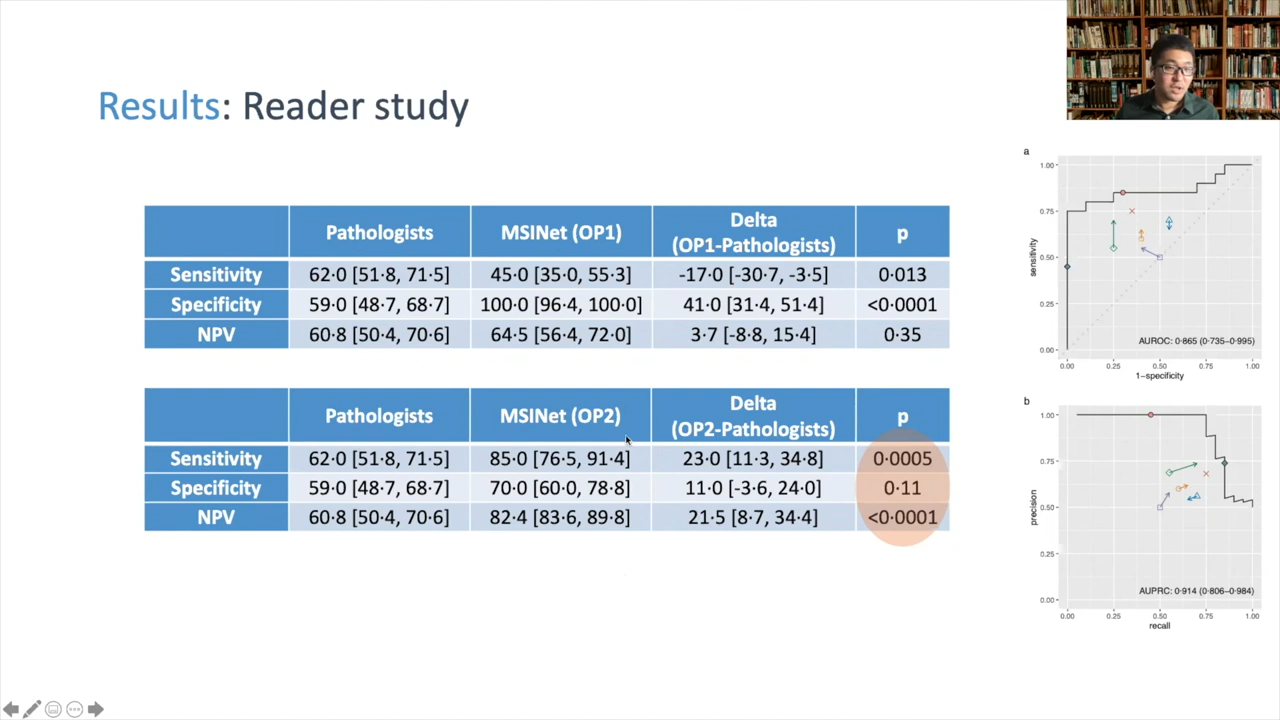 Results: Reader study
Pathologists MSINet (OP1) Delta (OP1-Pathologists) p
Sensitivity 62·0 [51·8, 71·5] 45·0 [35·0, 55·3] -17·0 [-30·7, -3·5] 0·013
Specificity 59·0 [48·7, 68·7] 100·0 [96·4, 100·0] 41·0 [31·4, 51·4] <0·0001
NPV 60·8 [50·4, 70·6] 64·5 [56·4, 72·0] 3·7 [-8·8, 15·4] 0·35
Pathologists MSINet (OP2) Delta (OP2-Pathologists) p
Sensitivity 62·0 [51·8, 71·5] 85·0 [76·5, 91·4] 23·0 [11·3, 34·8] 0·0005
Specificity 59·0 [48·7, 68·7] 70·0 [60·0, 78·8] 11·0 [-3·6, 24·0] 0·11
NPV 60·8 [50·4, 70·6] 82·4 [83·6, 89·8] 21·5 [8·7, 34·4] <0·0001
a
1.00
0.75
0.50
0.25
0.00
sensitivity
AUROC: 0·865 (0·735–0·995)
0.00 0.25 0.50 0.75 1.00
1−specificity
b
1.00
0.75
0.50
0.25
0.00
precision
AUPRC: 0·914 (0·806–0·984)
0.00 0.25 0.50 0.75 1.00
recall